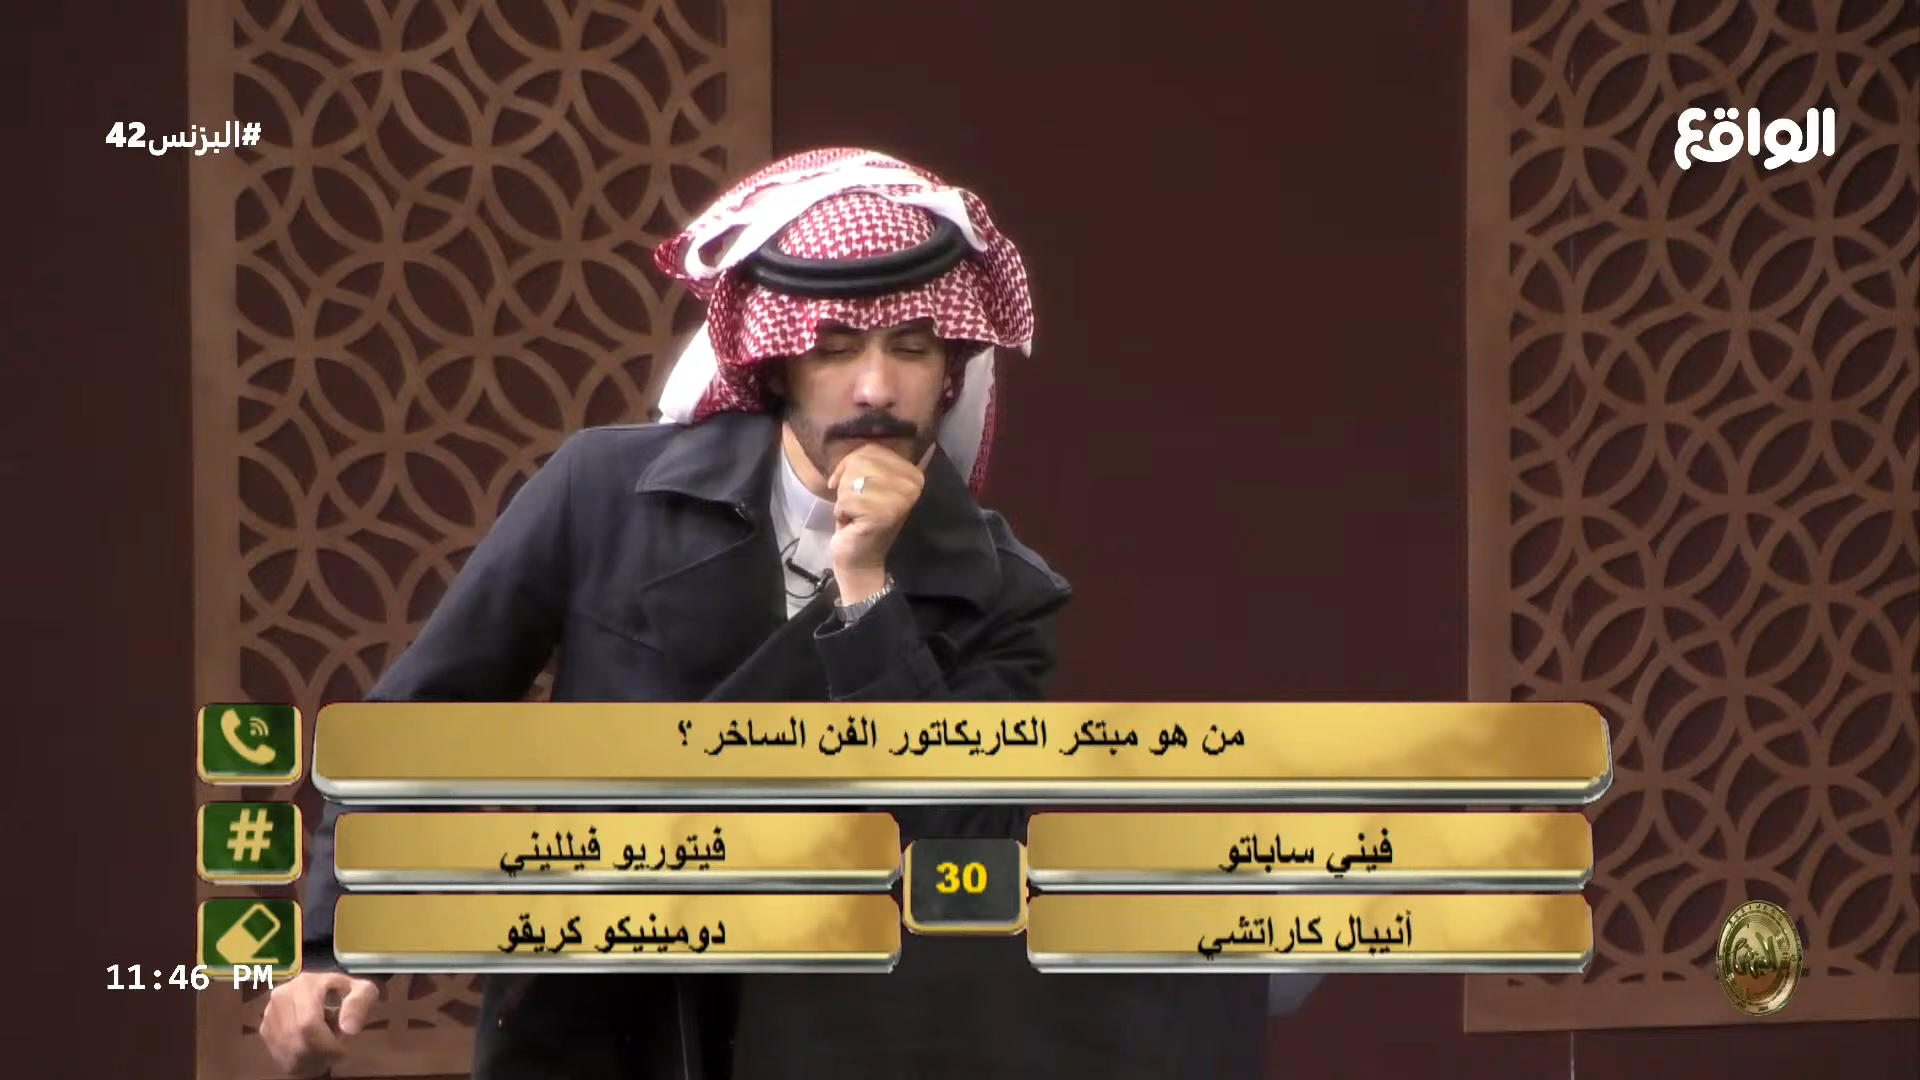 #البزنس42
الواقع
من هو مبتكر الكاريكاتور الفن الساخر ؟
فيني ساباتو
فيتوريو فيلليني
30
أنيبال كاراتشي
دومينيكو كريقو
#
11:46 PM